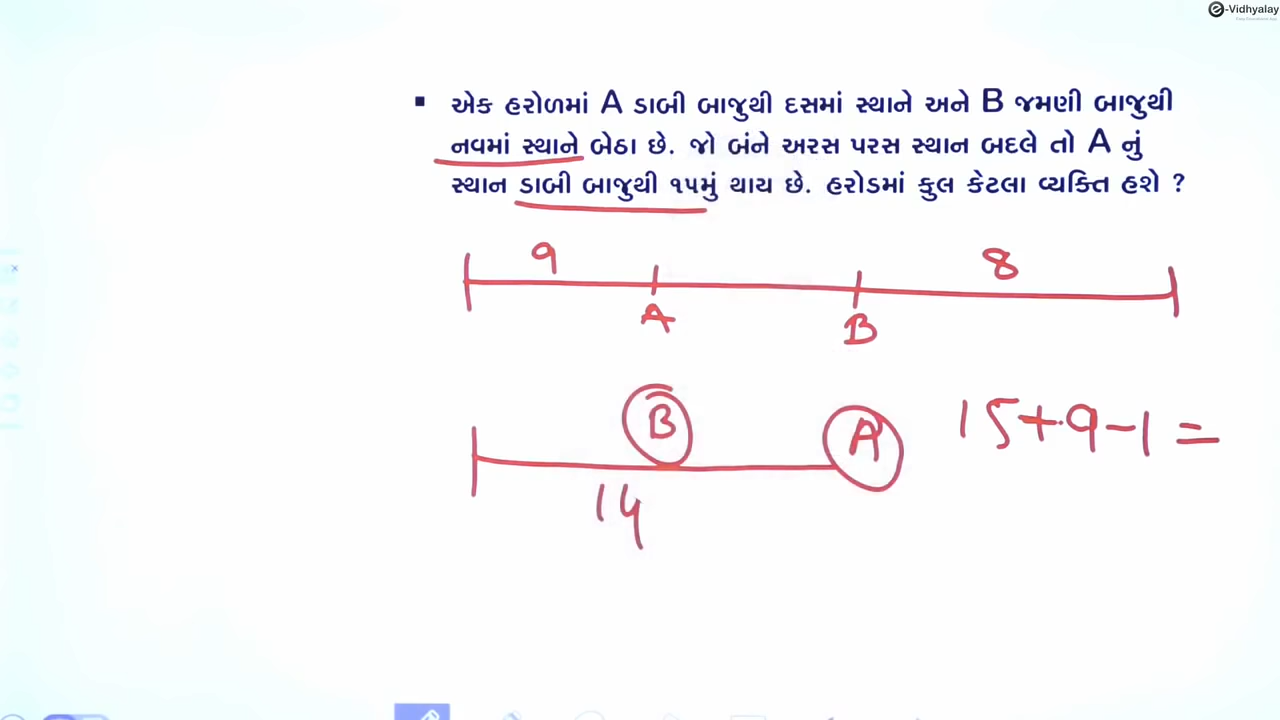 e-Vidhyalay
▪ એક હરોળમાં A ડાબી બાજુથી દસમાં સ્થાને અને B જમણી બાજુથી
નવમાં સ્થાને બેઠા છે. જો બંને અરસ પરસ સ્થાન બદલે તો A નું
સ્થાન ડાબી બાજુથી ૧૫મું થાય છે. હરોડમાં કુલ કેટલા વ્યક્તિ હશે ?
9 8
A B
B A 15+9-1=
14